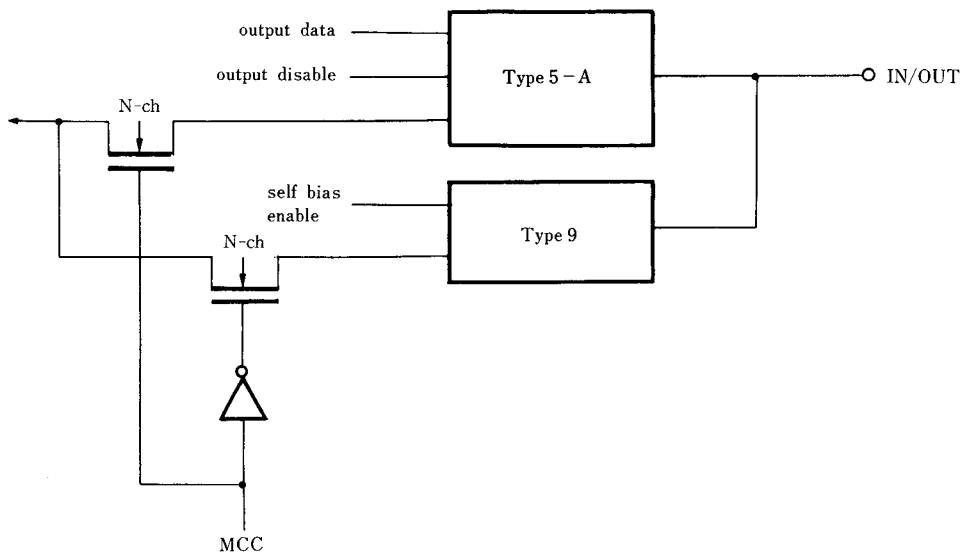 output data
output disable
Type 5-A
IN/OUT
N-ch
self bias
enable
Type 9
N-ch
MCC